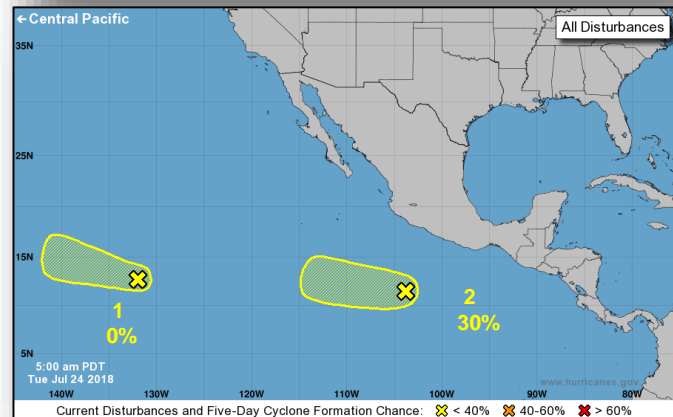 ←Central Pacific
All Disturbances
35N
25N
15N
1
0%
2
30%
5N
5:00 am PDT
Tue Jul 24 2018
www.hurricanes.gov
140W 130W 120W 110W 100W 90W 80W
Current Disturbances and Five-Day Cyclone Formation Chance: < 40% 40-60% > 60%